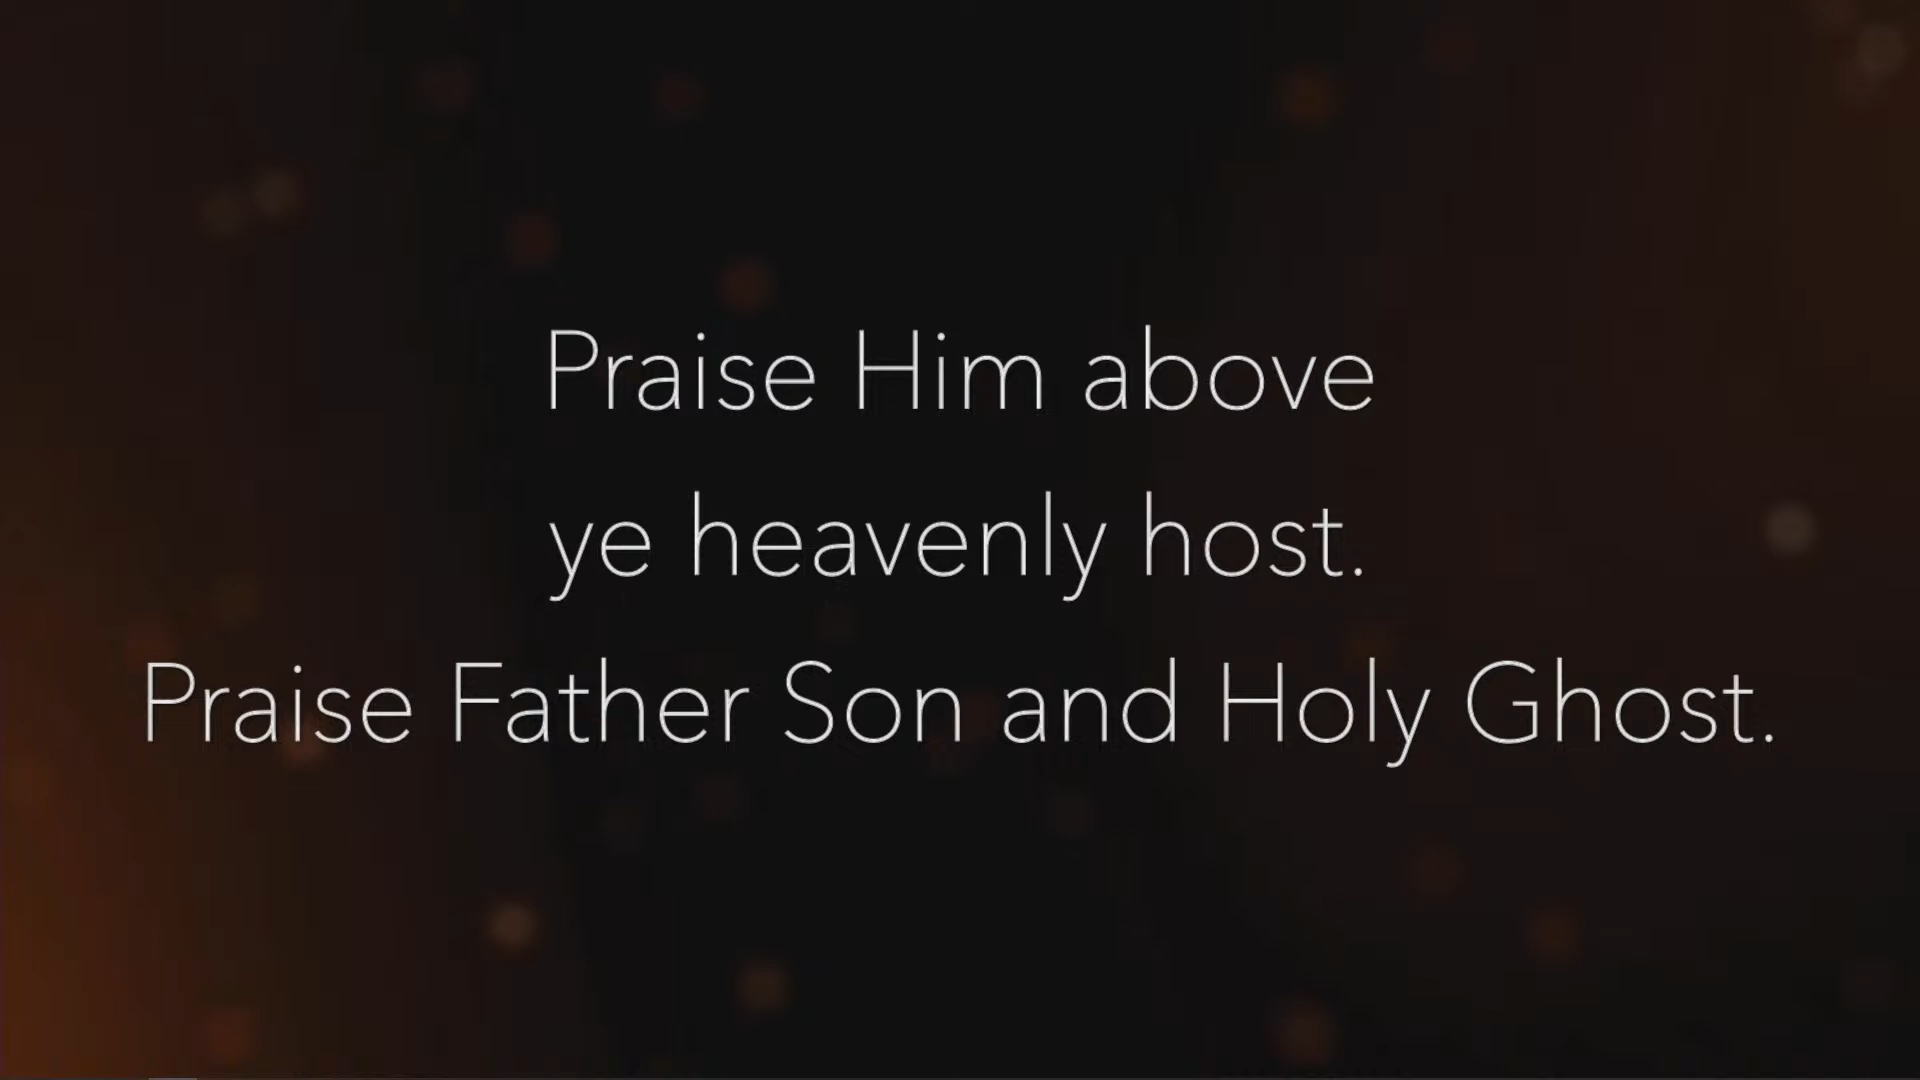 Praise Him above
ye heavenly host.
Praise Father Son and Holy Ghost.